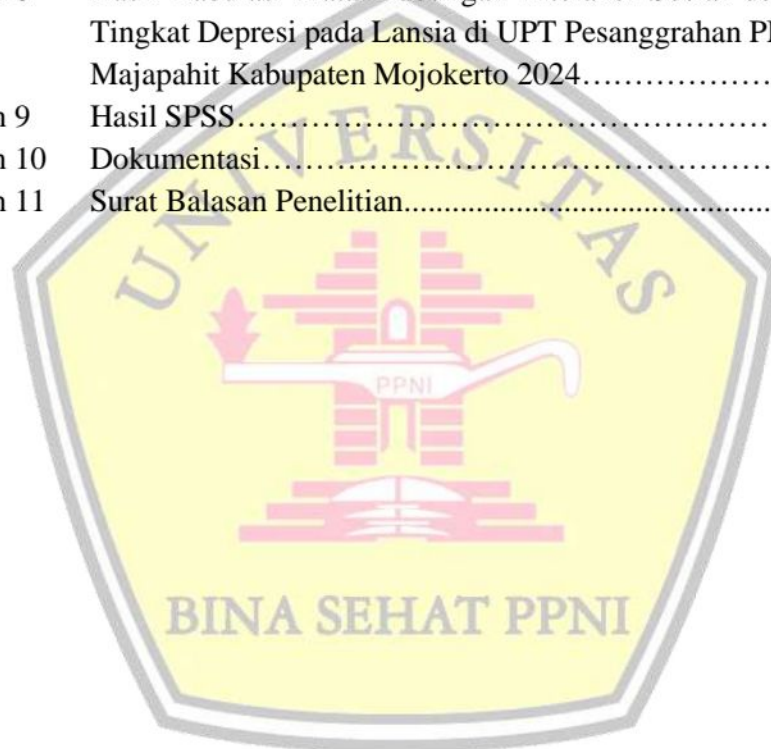 Tingkat Depresi pada Lansia di UPT Pesanggrahan
Majapahit Kabupaten Mojokerto 2024……………………
n 9 Hasil SPSS……………………………………………………
n 10 Dokumentasi…………………………………………………
n 11 Surat Balasan Penelitian..................................................
UNIVERSITAS
PPNI
BINA SEHAT PPNI